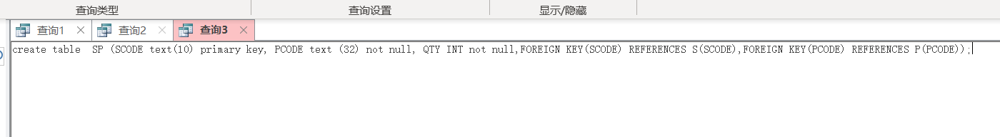 查询类型 查询设置 显示/隐藏
查询1 查询2 查询3
create table  SP (SCODE text(10) primary key, PCODE text (32) not null, QTY INT not null,FOREIGN KEY(SCODE) REFERENCES S(SCODE),FOREIGN KEY(PCODE) REFERENCES P(PCODE));